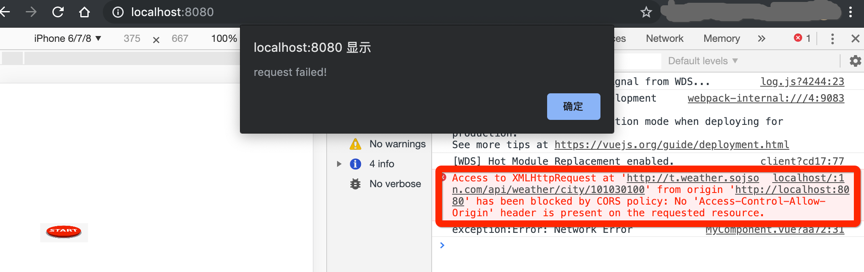 localhost:8080
iPhone 6/7/8 ▼ 375 × 667 100%
Network Memory » 1
localhost:8080 显示
request failed!
确定
Default levels ▼
gnal from WDS... log.js?4244:23
elopment webpack-internal:///4:9083
tion mode when deploying for
production.
See more tips at https://vuejs.org/guide/deployment.html
[WDS] Hot Module Replacement enabled. client?cd17:77
No warnings
4 info
No verbose
Access to XMLHttpRequest at 'http://t.weather.sojso localhost/:1
n.com/api/weather/city/101030100' from origin 'http://localhost:80
80' has been blocked by CORS policy: No 'Access-Control-Allow-
Origin' header is present on the requested resource.
exception:Error: Network Error MyComponent.vue?aa72:31
START